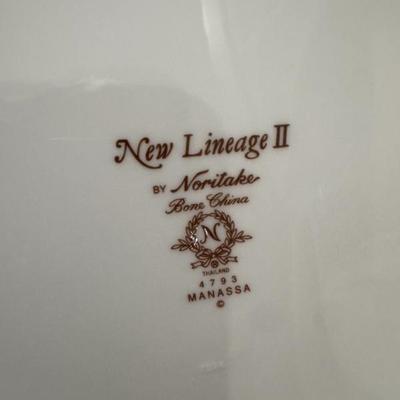 New Lineage II
BY Noritake
Bone China
N
©
THAILAND
4793
MANASSA
©